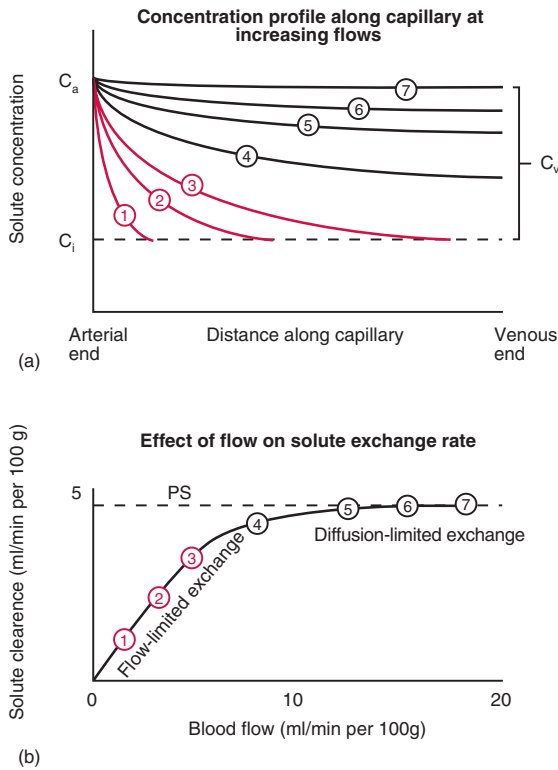 Concentration profile along capillary at
increasing flows
Solute concentration
Ca
Ci
Cv
1
2
3
4
5
6
7
Arterial
end
Distance along capillary
Venous
end
(a)
Effect of flow on solute exchange rate
Solute clearence (ml/min per 100 g)
5
PS
1
2
3
4
5
6
7
Flow-limited exchange
Diffusion-limited exchange
0
10
20
Blood flow (ml/min per 100g)
(b)